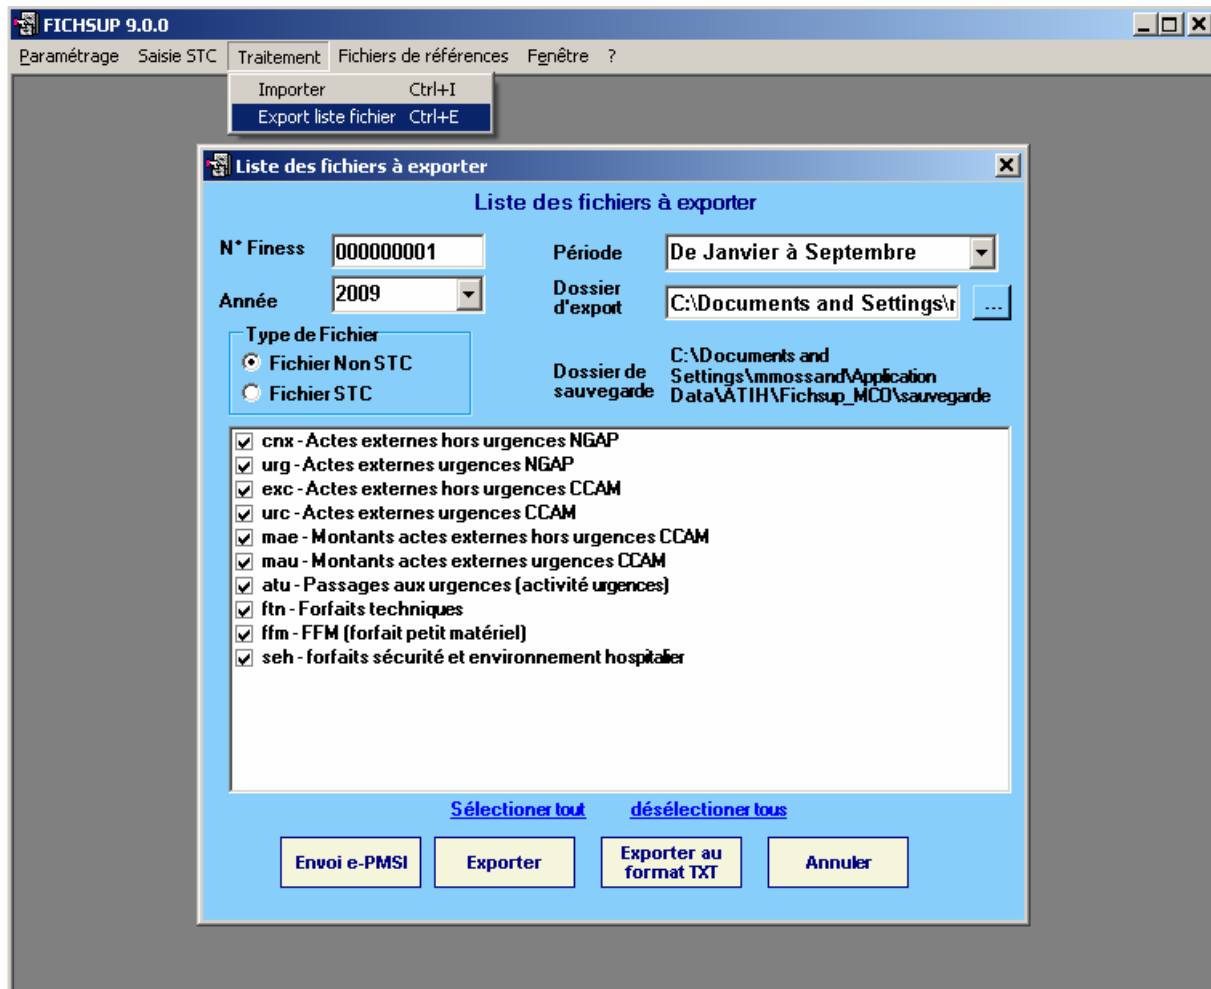 FICHSUP 9.0.0
Paramétrage Saisie STC Traitement Fichiers de références Fenêtre ?
Importer Ctrl+I
Export liste fichier Ctrl+E
Liste des fichiers à exporter
Liste des fichiers à exporter
N° Finess 000000001
Période De Janvier à Septembre
Année 2009
Dossier d'export C:\Documents and Settings\r ...
Type de Fichier
Fichier Non STC
Fichier STC
Dossier de sauvegarde
C:\Documents and
Settings\mmossand\Application
Data\ATIH\Fichsup_MCO\sauvegarde
cnx - Actes externes hors urgences NGAP
urg - Actes externes urgences NGAP
exc - Actes externes hors urgences CCAM
urc - Actes externes urgences CCAM
mae - Montants actes externes hors urgences CCAM
mau - Montants actes externes urgences CCAM
atu - Passages aux urgences (activité urgences)
ftn - Forfaits techniques
ffm - FFM (forfait petit matériel)
seh - forfaits sécurité et environnement hospitalier
Sélectioner tout désélectioner tous
Envoi e-PMSI
Exporter
Exporter au
format TXT
Annuler